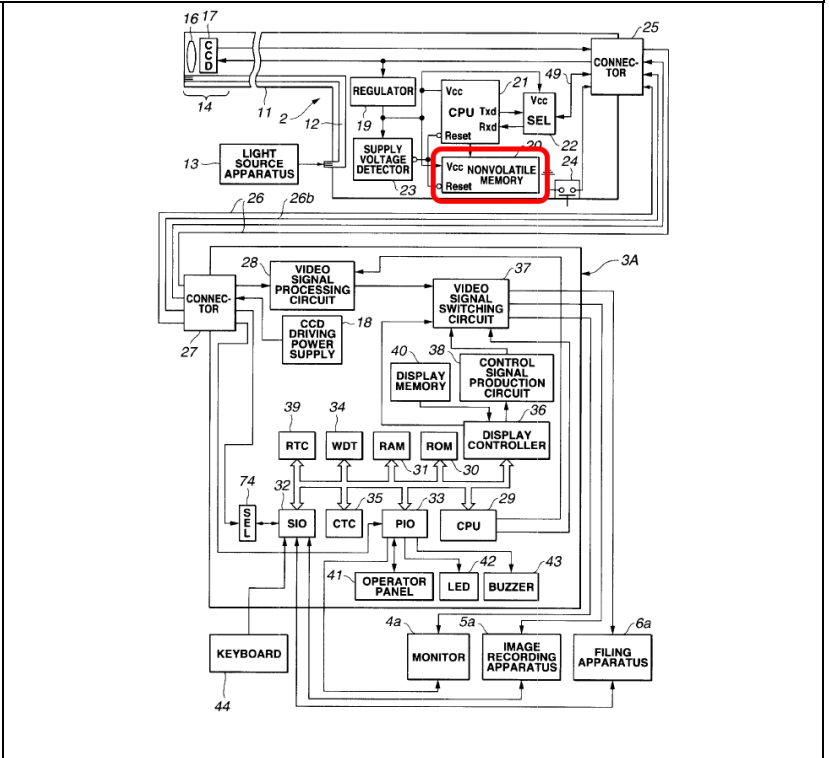 16
17
25
CCD
CONNEC-
TOR
49
21
REGULATOR
Vcc
CPU Txd
Rxd
Reset
Vcc
SEL
14
11
2
12
19
22
20
24
13
LIGHT
SOURCE
APPARATUS
SUPPLY
VOLTAGE
DETECTOR
23
Vcc NONVOLATILE
MEMORY
Reset
26
26b
28
VIDEO
SIGNAL
PROCESSING
CIRCUIT
37
3A
VIDEO
SIGNAL
SWITCHING
CIRCUIT
CONNEC-
TOR
27
CCD
DRIVING
POWER
SUPPLY
18
40
DISPLAY
MEMORY
38
CONTROL
SIGNAL
PRODUCTION
CIRCUIT
39
34
36
RTC
WDT
RAM
ROM
DISPLAY
CONTROLLER
31
30
74
32
35
33
29
SEL
SIO
CTC
PIO
CPU
41
42
43
OPERATOR
PANEL
LED
BUZZER
4a
5a
6a
KEYBOARD
44
MONITOR
IMAGE
RECORDING
APPARATUS
FILING
APPARATUS